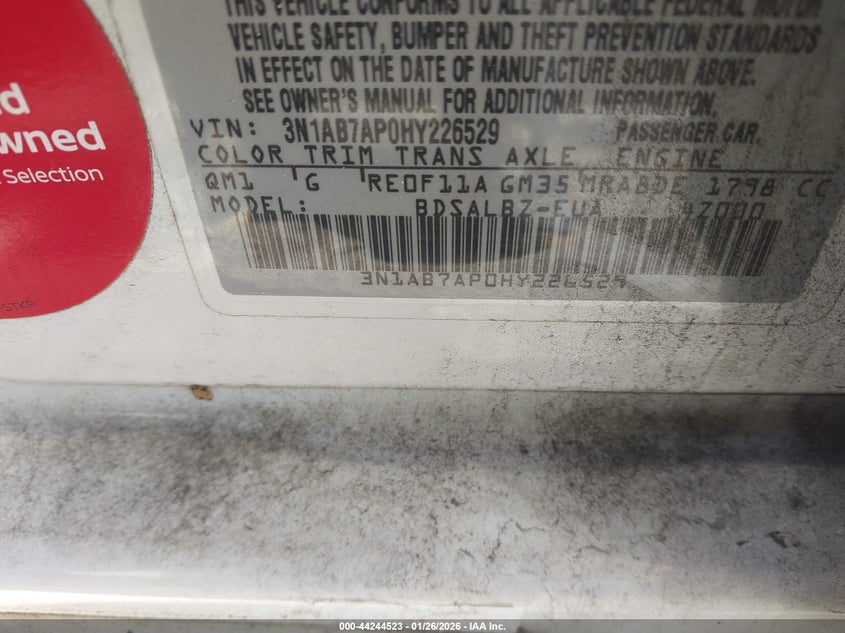 THIS VEHICLE CONFORMS TO ALL APPLICABLE FEDERAL MOTOR
VEHICLE SAFETY, BUMPER AND THEFT PREVENTION STANDARDS
IN EFFECT ON THE DATE OF MANUFACTURE SHOWN ABOVE.
SEE OWNER'S MANUAL FOR ADDITIONAL INFORMATION.
VIN: 3N1AB7AP0HY226529 PASSENGER CAR
COLOR TRIM TRANS AXLE ENGINE
QM1 G RE0F11A GM35 MRA8DE 1798 CC
MODEL: BDSALBZ-EUA
3N1AB7AP0HY226529
wned
Selection
-STKR
000-44244523 | 01/26/2026 | IAA Inc.